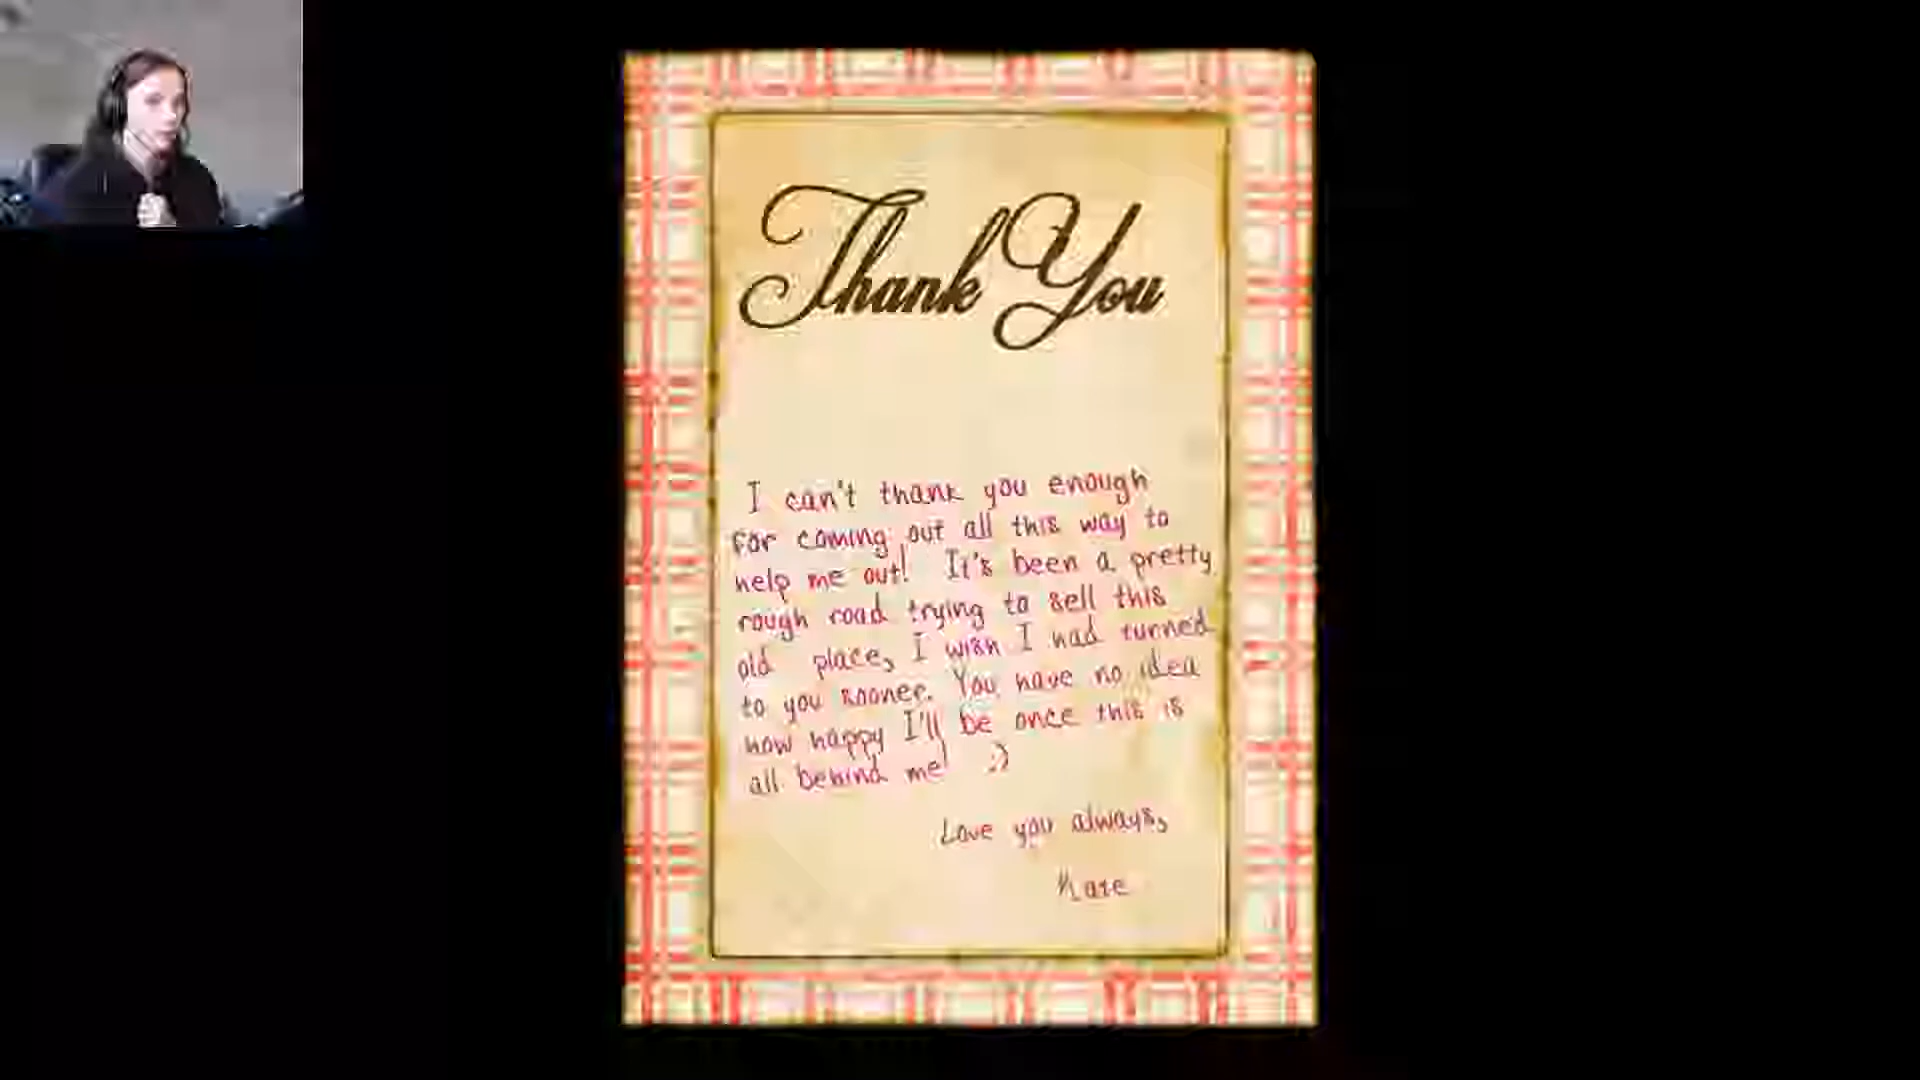 Thank You
I can't thank you enough
for coming out all this way to
help me out! It's been a pretty
rough road trying to sell this
old place, I wish I had turned
to you sooner. You have no idea
how happy I'll be once this is
all behind me! :)
Love you always,
Kate